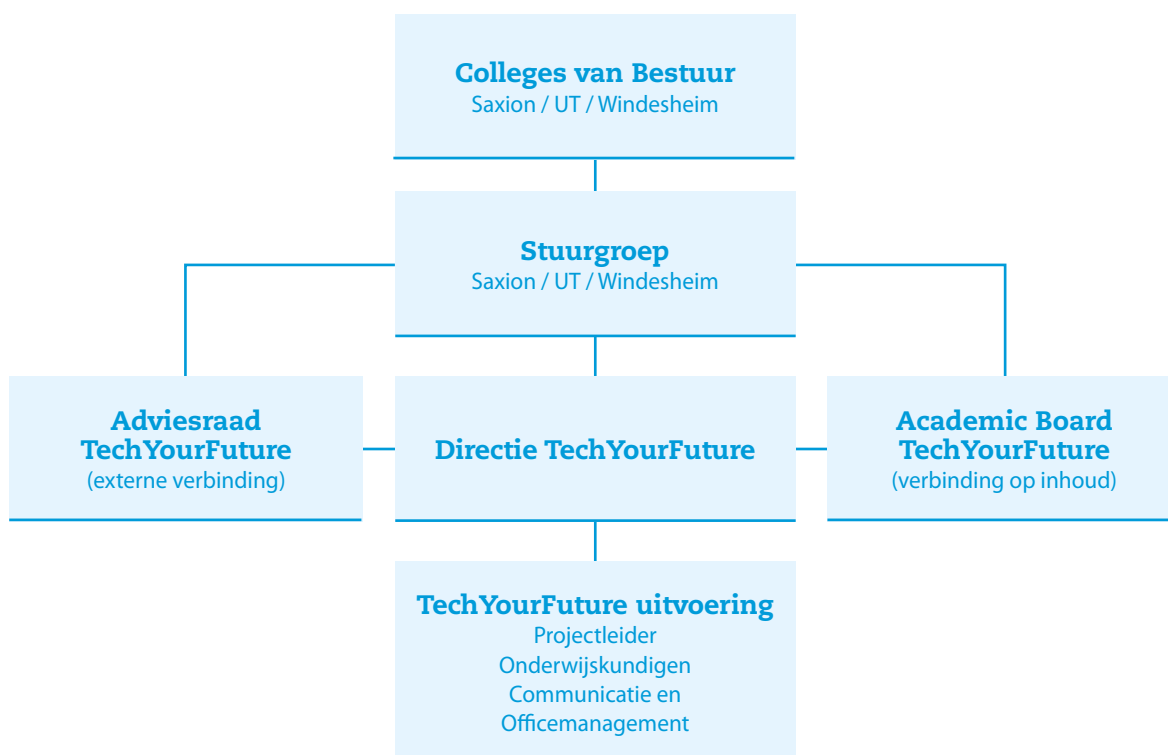 Colleges van Bestuur
Saxion / UT / Windesheim
Stuurgroep
Saxion / UT / Windesheim
Adviesraad
TechYourFuture
(externe verbinding)
Directie TechYourFuture
Academic Board
TechYourFuture
(verbinding op inhoud)
TechYourFuture uitvoering
Projectleider
Onderwijskundigen
Communicatie en
Officemanagement